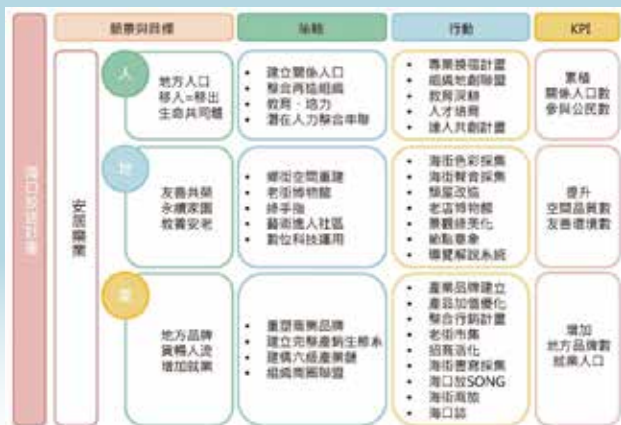 願景與目標
策略
行動
KPI
安居樂業
人
地方人口
移入=移出
生命共同體
• 建立關係人口
• 整合再造組織
• 教育・培力
• 潛在人力整合串聯
• 專業換宿計畫
• 組織地創聯盟
• 教育深耕
• 人才培育
• 達人共創計畫
累積
關係人口數
參與公民數
地
友善共榮
永續家園
教養安老
• 鄉街空間重建
• 老街博物館
• 綠手指
• 藝術進入社區
• 數位科技運用
• 海街色彩採集
• 海街聲音採集
• 類屋改造
• 老店博物館
• 景觀綠美化
• 節點意象
• 導覽解說系統
提升
空間品質數
友善環境數
產
地方品牌
貨暢人流
增加就業
• 重塑商業品牌
• 建立完整產銷生態系
• 建構六級產業鏈
• 組織商圈聯盟
• 產業品牌建立
• 產品加值優化
• 整合行銷計畫
• 老街市集
• 招商活化
• 海街書寫採集
• 海口放SONG
• 海街商旅
• 海口誌
增加
地方品牌數
就業人口